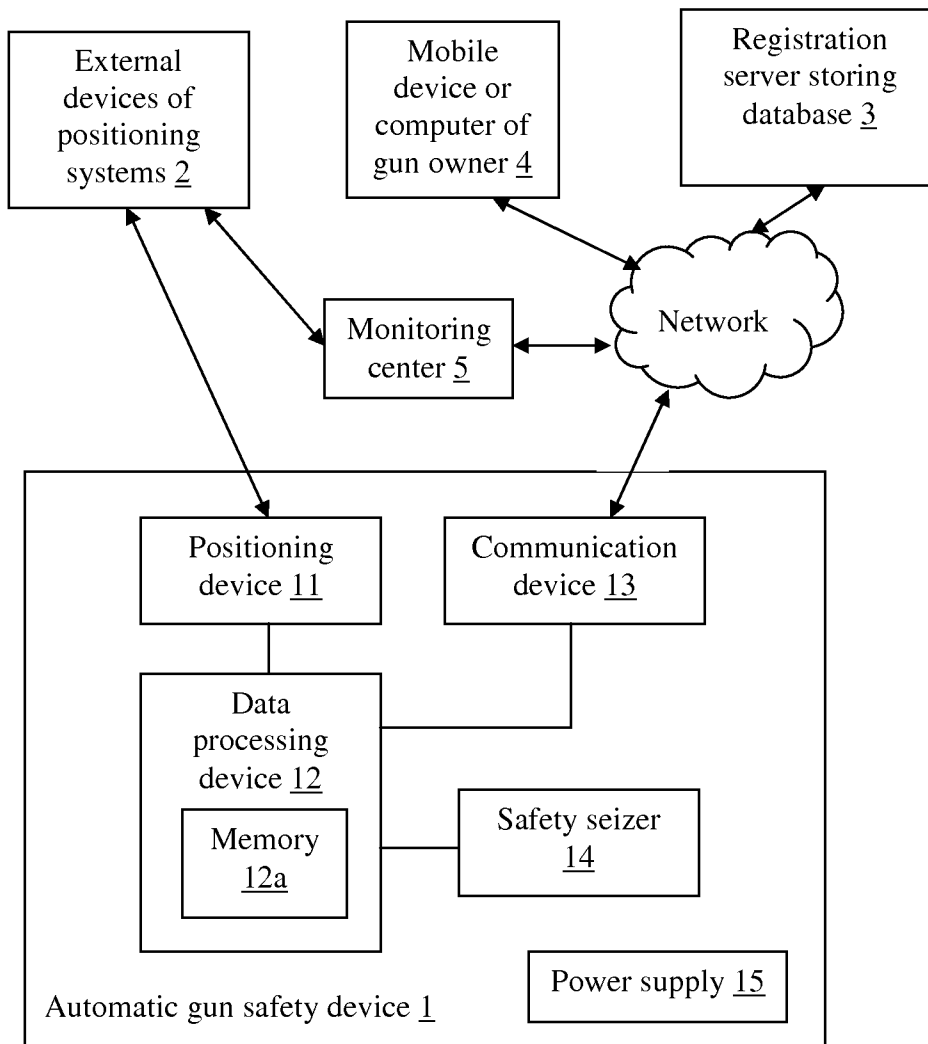 External
devices of
positioning
systems 2
Mobile
device or
computer of
gun owner 4
Registration
server storing
database 3
Monitoring
center 5
Network
Positioning
device 11
Communication
device 13
Data
processing
device 12
Memory
12a
Safety seizer
14
Power supply 15
Automatic gun safety device 1